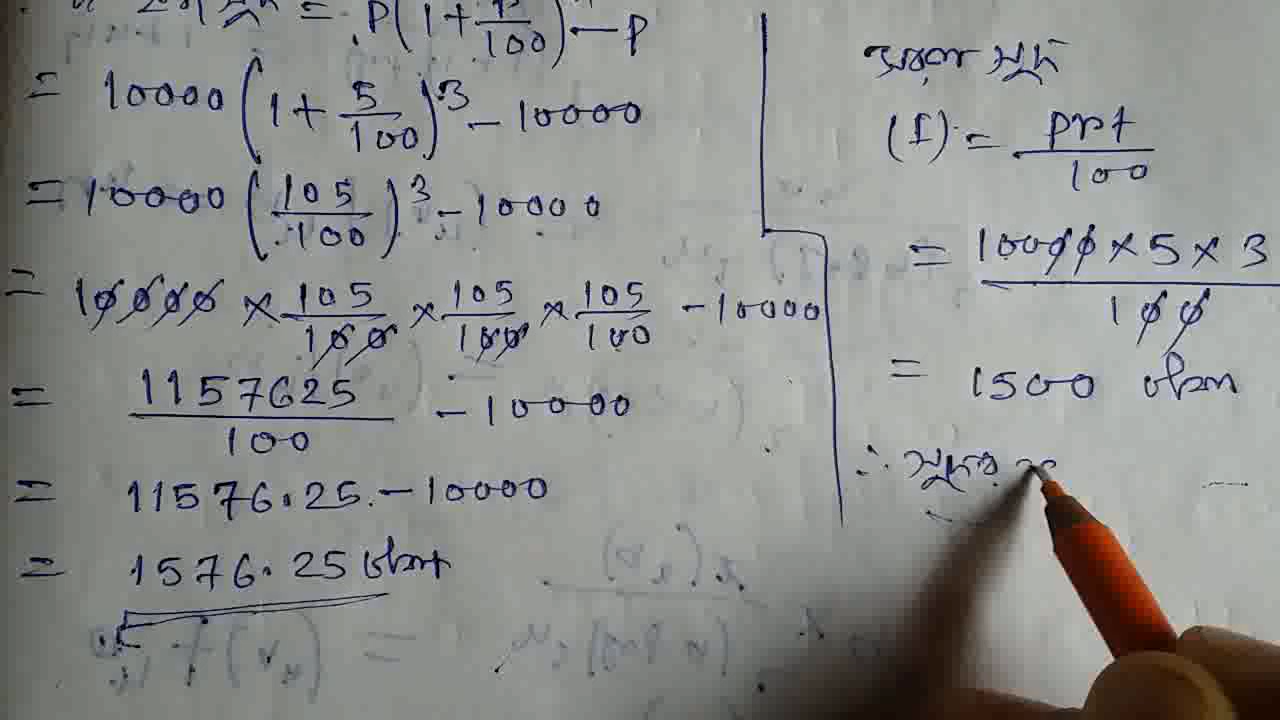 = P(1+r/100)ⁿ-P
= 10000(1+5/100)³-10000
= 10000(105/100)³-10000
= 10000×105/100×105/100×105/100-10000
= 1157625/100-10000
= 11576.25-10000
= 1576.25 টাকা
সরল সুদ
(I) = prt/100
= 10000×5×3/100
= 1500 টাকা
∴ সুদের